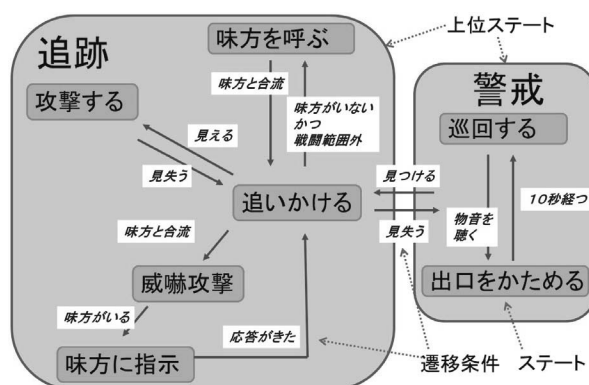 上位ステート
追跡
味方を呼ぶ
警戒
攻撃する
味方と合流
味方がいない
かつ
戦闘範囲外
巡回する
見える
見失う
見つける
追いかける
物音を
聴く
10秒経つ
味方と合流
見失う
威嚇攻撃
出口をかためる
味方がいる
応答がきた
味方に指示
遷移条件
ステート